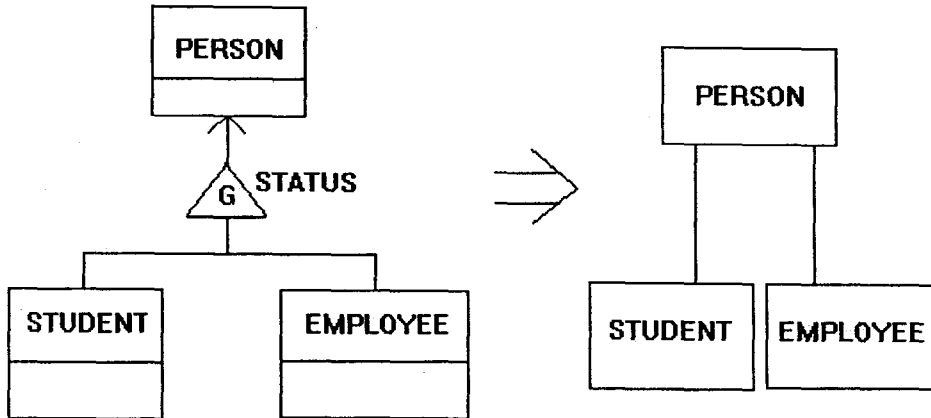 PERSON
G
STATUS
STUDENT
EMPLOYEE
PERSON
STUDENT
EMPLOYEE